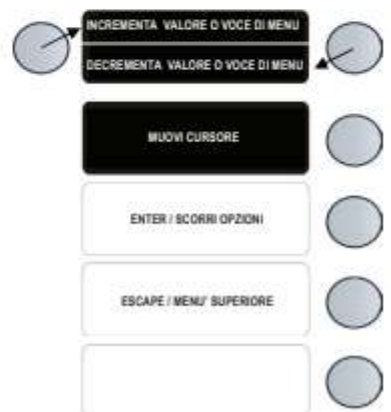 INCREMENTA VALORE O VOCE DI MENU
DECREMENTA VALORE O VOCE DI MENU
MUOVI CURSORE
ENTER / SCORRI OPZIONI
ESCAPE / MENU' SUPERIORE